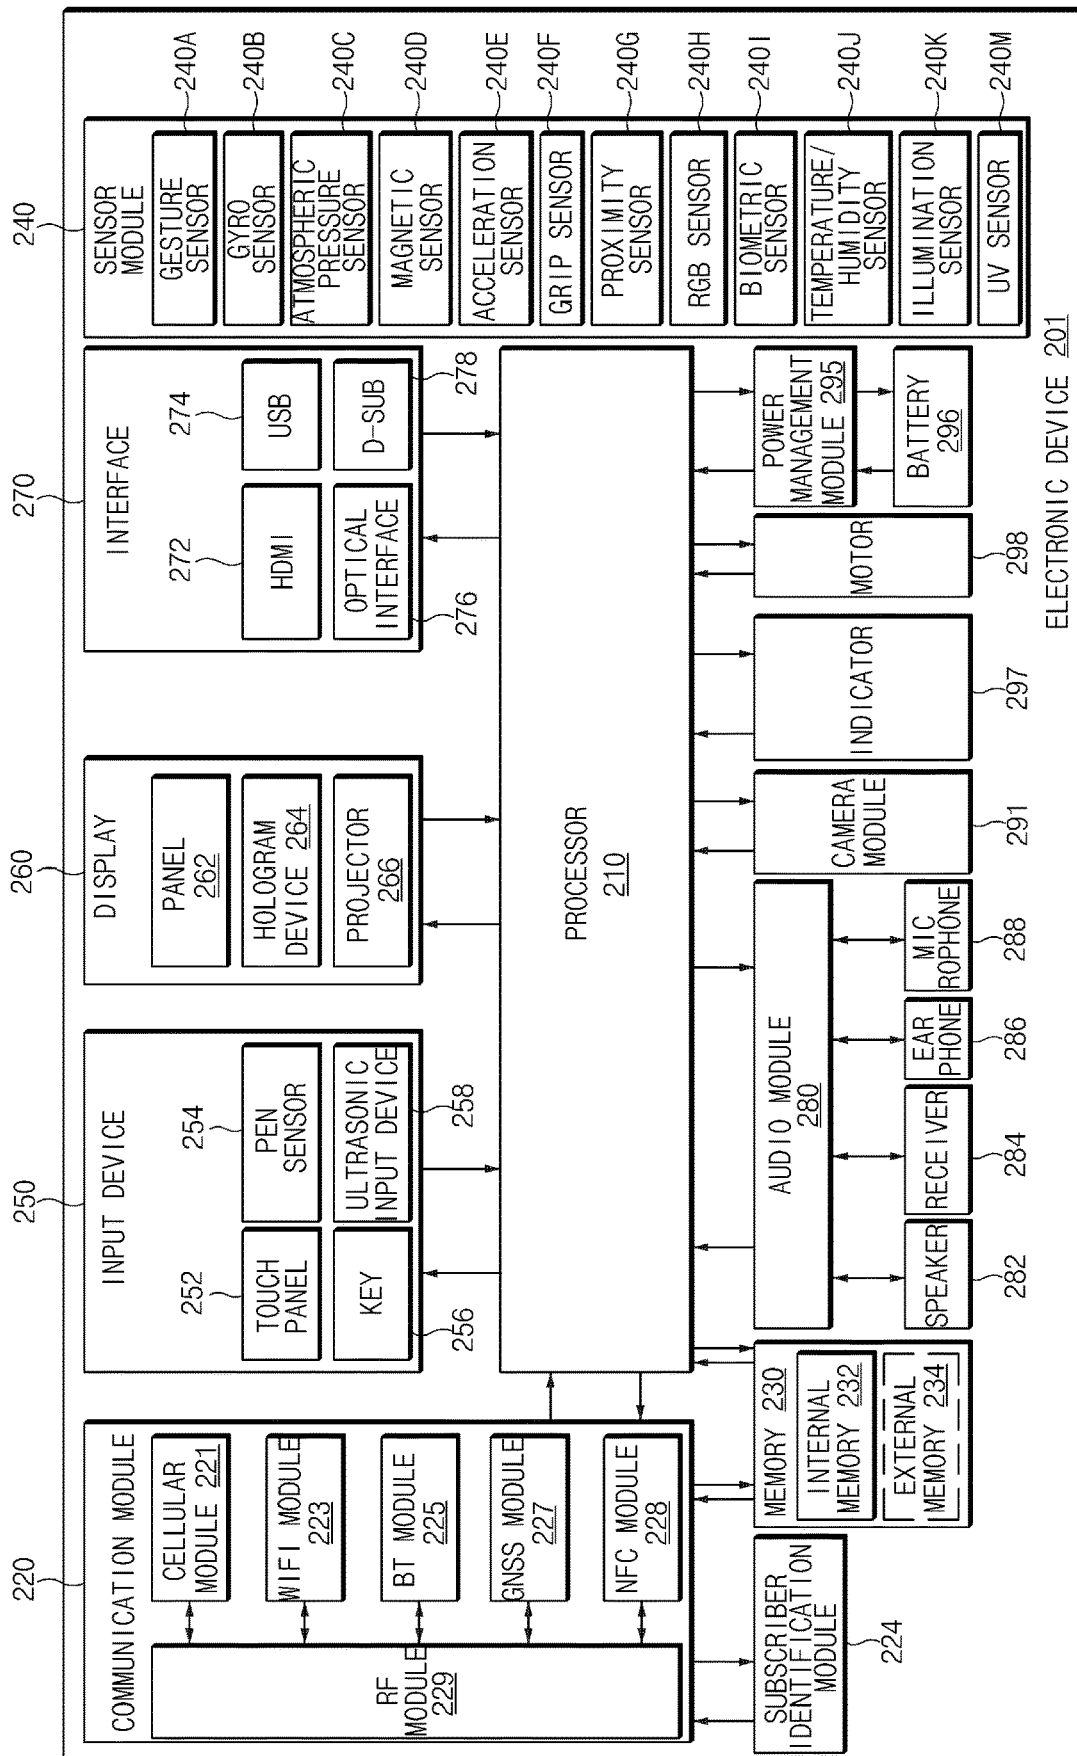 220
COMMUNICATION MODULE
CELLULAR
MODULE 221
WIFI MODULE
223
BT MODULE
225
GNSS MODULE
227
NFC MODULE
228
RF
MODULE
229
SUBSCRIBER
IDENTIFICATION
MODULE
224
250
INPUT DEVICE
252
TOUCH
PANEL
254
PEN
SENSOR
KEY
256
ULTRASONIC
INPUT DEVICE
258
260
DISPLAY
PANEL
262
HOLOGRAM
DEVICE 264
PROJECTOR
266
270
INTERFACE
272
HDMI
274
USB
OPTICAL
INTERFACE
276
D-SUB
278
240
SENSOR
MODULE
GESTURE
SENSOR
240A
GYRO
SENSOR
240B
ATMOSPHERIC
PRESSURE
SENSOR
240C
MAGNETIC
SENSOR
240D
ACCELERATION
SENSOR
240E
GRIP SENSOR
240F
PROXIMITY
SENSOR
240G
RGB SENSOR
240H
BIOMETRIC
SENSOR
240I
TEMPERATURE/
HUMIDITY
SENSOR
240J
ILLUMINATION
SENSOR
240K
UV SENSOR
240M
PROCESSOR
210
MEMORY 230
INTERNAL
MEMORY 232
EXTERNAL
MEMORY 234
AUDIO MODULE
280
SPEAKER
282
RECEIVER
284
EAR
PHONE
286
MIC
ROPHONE
288
CAMERA
MODULE
291
INDICATOR
297
MOTOR
298
POWER
MANAGEMENT
MODULE 295
BATTERY
296
ELECTRONIC DEVICE 201